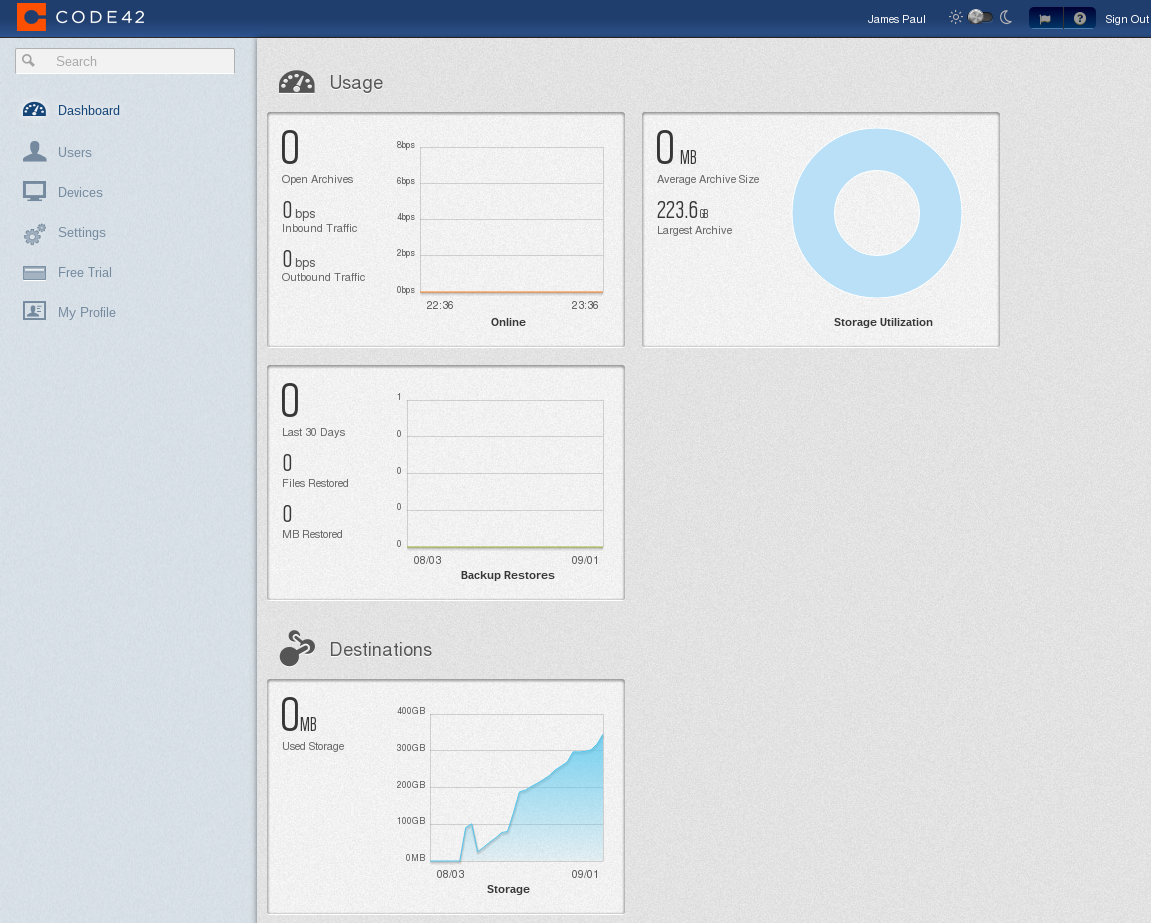 CODE42
James Paul
Sign Out
Search
Dashboard
Users
Devices
Settings
Free Trial
My Profile
Usage
0
Open Archives
0 bps
Inbound Traffic
0 bps
Outbound Traffic
8bps
6bps
4bps
2bps
0bps
22:36 23:36
Online
0 MB
Average Archive Size
223.6 GB
Largest Archive
Storage Utilization
0
Last 30 Days
0
Files Restored
0
MB Restored
1
0
0
0
0
08/03 09/01
Backup Restores
Destinations
0MB
Used Storage
400GB
300GB
200GB
100GB
0MB
08/03 09/01
Storage